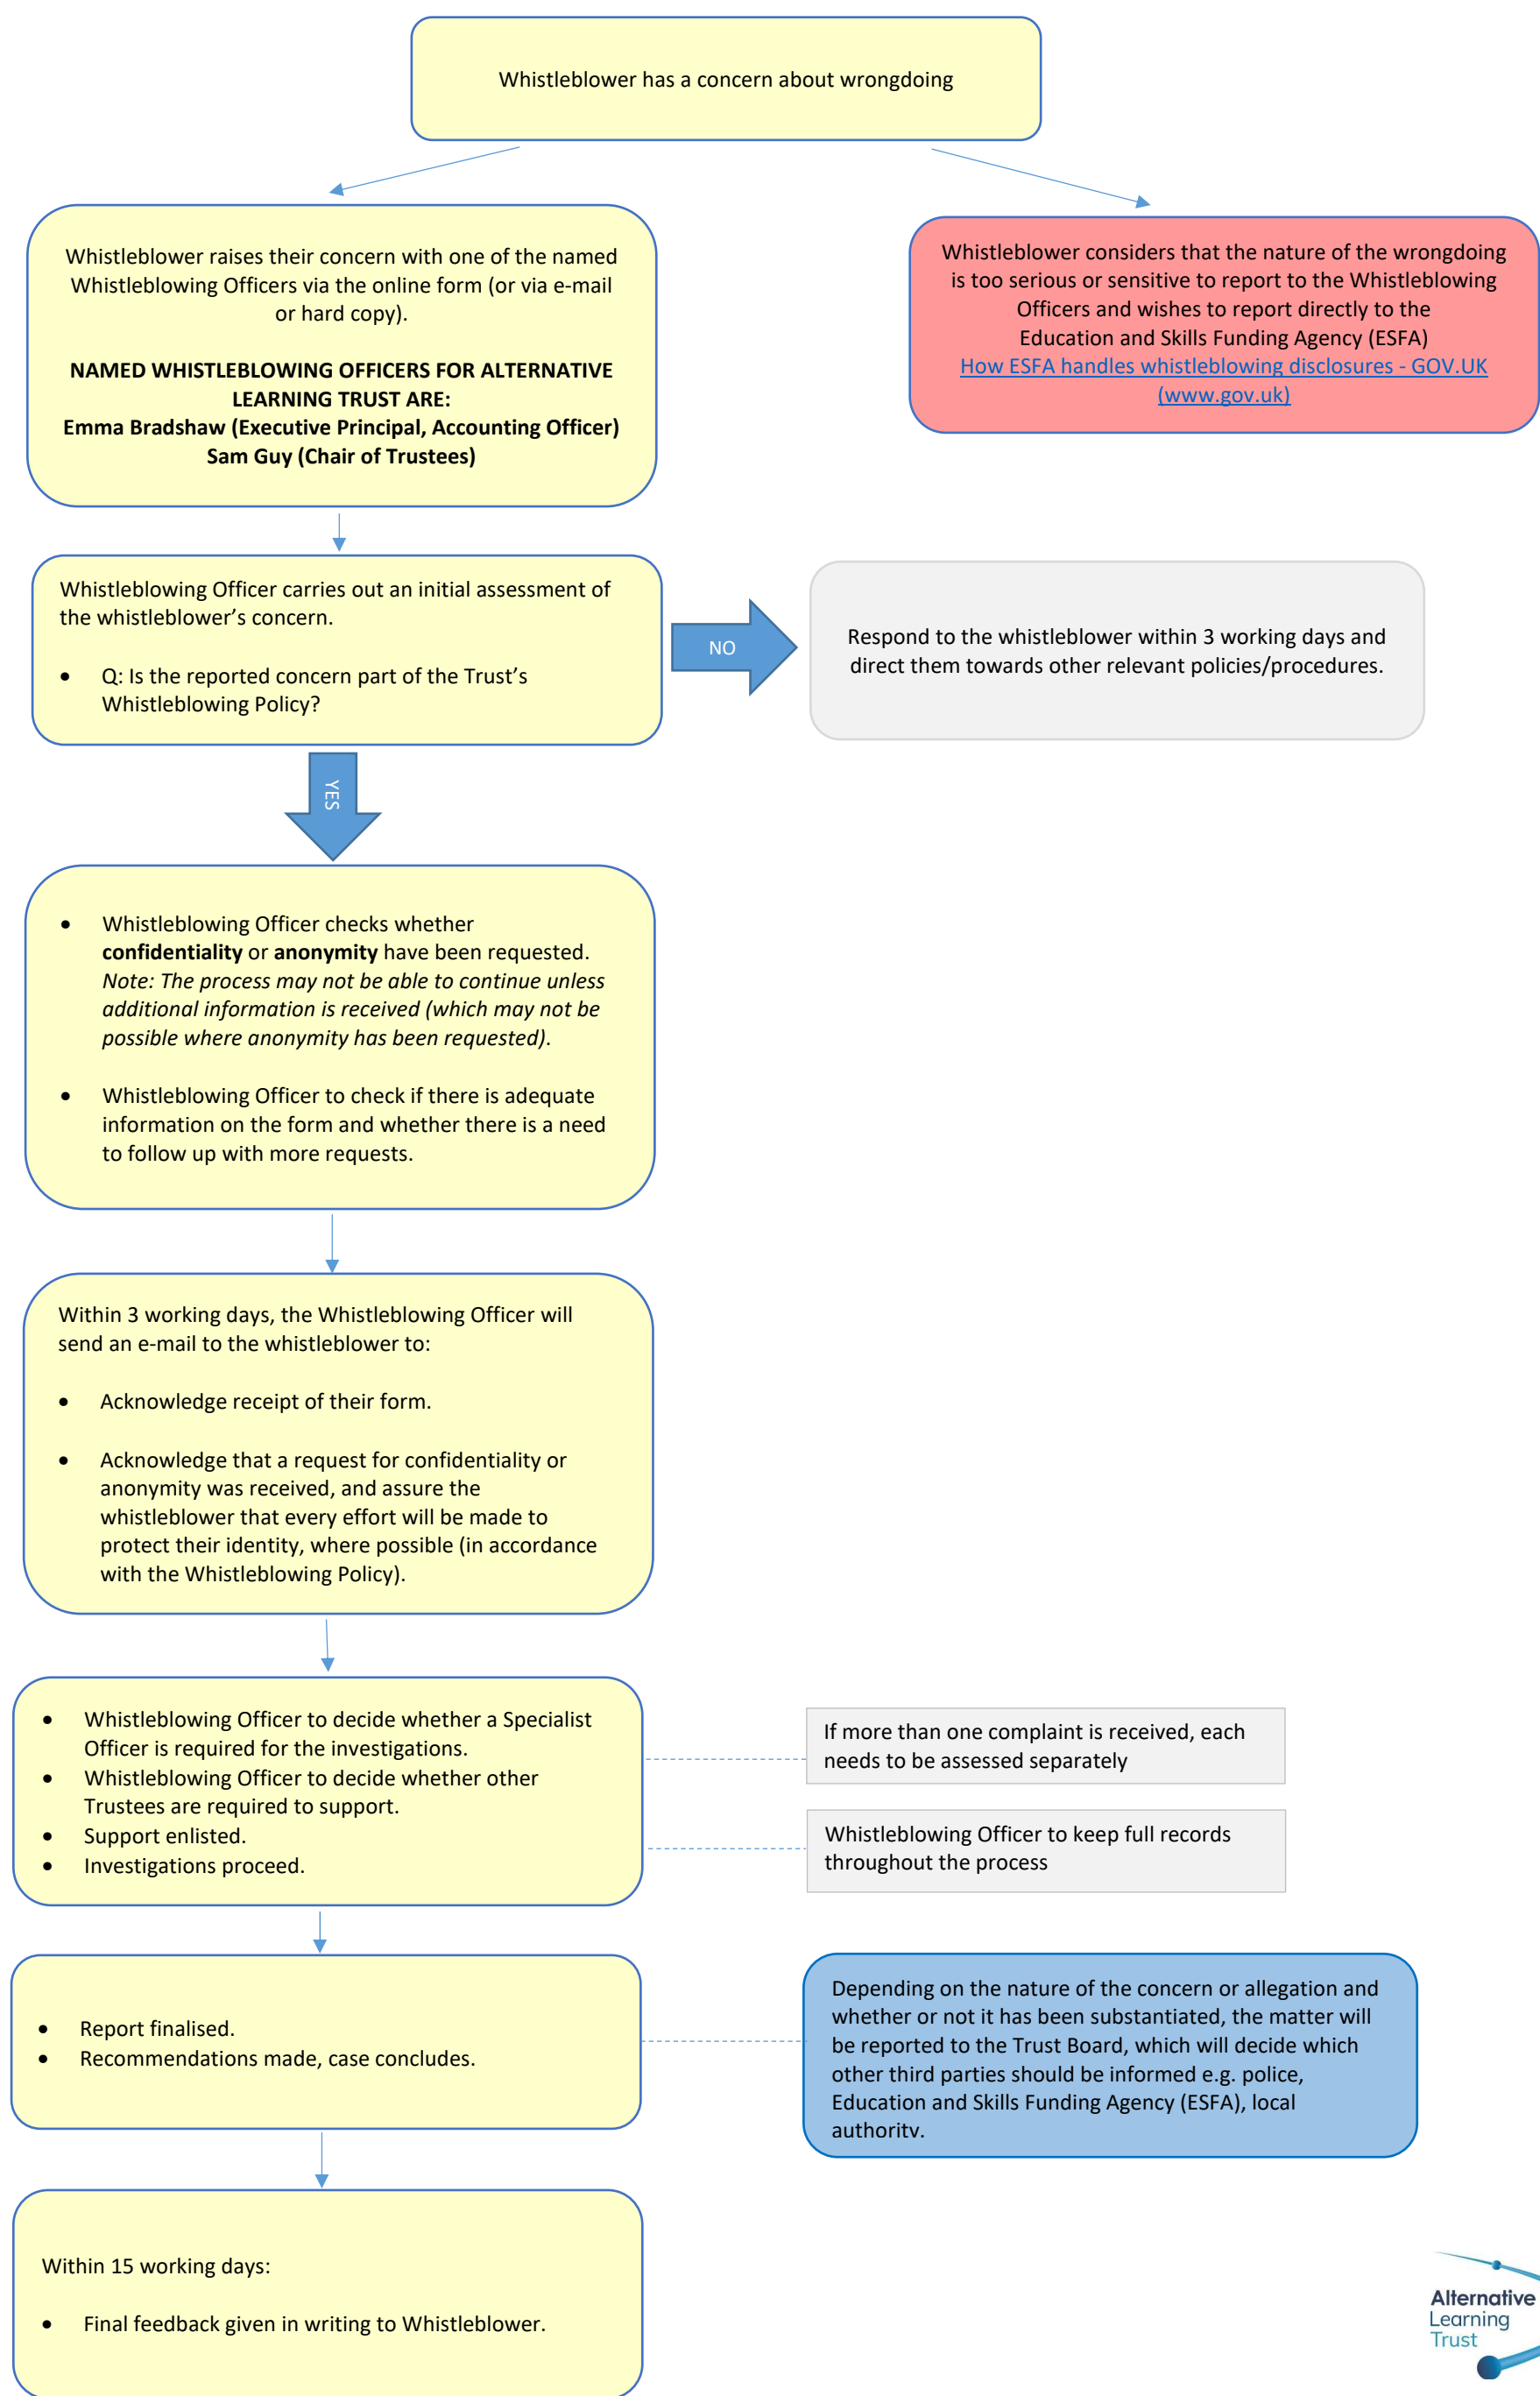 Whistleblower has a concern about wrongdoing
Whistleblower raises their concern with one of the named
Whistleblowing Officers via the online form (or via e-mail
or hard copy).
NAMED WHISTLEBLOWING OFFICERS FOR ALTERNATIVE
LEARNING TRUST ARE:
Emma Bradshaw (Executive Principal, Accounting Officer)
Sam Guy (Chair of Trustees)
Whistleblower considers that the nature of the wrongdoing
is too serious or sensitive to report to the Whistleblowing
Officers and wishes to report directly to the
Education and Skills Funding Agency (ESFA)
How ESFA handles whistleblowing disclosures - GOV.UK
(www.gov.uk)
Whistleblowing Officer carries out an initial assessment of
the whistleblower’s concern.
• Q: Is the reported concern part of the Trust’s
Whistleblowing Policy?
NO
Respond to the whistleblower within 3 working days and
direct them towards other relevant policies/procedures.
YES
• Whistleblowing Officer checks whether
confidentiality or anonymity have been requested.
Note: The process may not be able to continue unless
additional information is received (which may not be
possible where anonymity has been requested).
• Whistleblowing Officer to check if there is adequate
information on the form and whether there is a need
to follow up with more requests.
Within 3 working days, the Whistleblowing Officer will
send an e-mail to the whistleblower to:
• Acknowledge receipt of their form.
• Acknowledge that a request for confidentiality or
anonymity was received, and assure the
whistleblower that every effort will be made to
protect their identity, where possible (in accordance
with the Whistleblowing Policy).
• Whistleblowing Officer to decide whether a Specialist
Officer is required for the investigations.
• Whistleblowing Officer to decide whether other
Trustees are required to support.
• Support enlisted.
• Investigations proceed.
If more than one complaint is received, each
needs to be assessed separately
Whistleblowing Officer to keep full records
throughout the process
• Report finalised.
• Recommendations made, case concludes.
Depending on the nature of the concern or allegation and
whether or not it has been substantiated, the matter will
be reported to the Trust Board, which will decide which
other third parties should be informed e.g. police,
Education and Skills Funding Agency (ESFA), local
authority.
Within 15 working days:
• Final feedback given in writing to Whistleblower.
Alternative
Learning
Trust